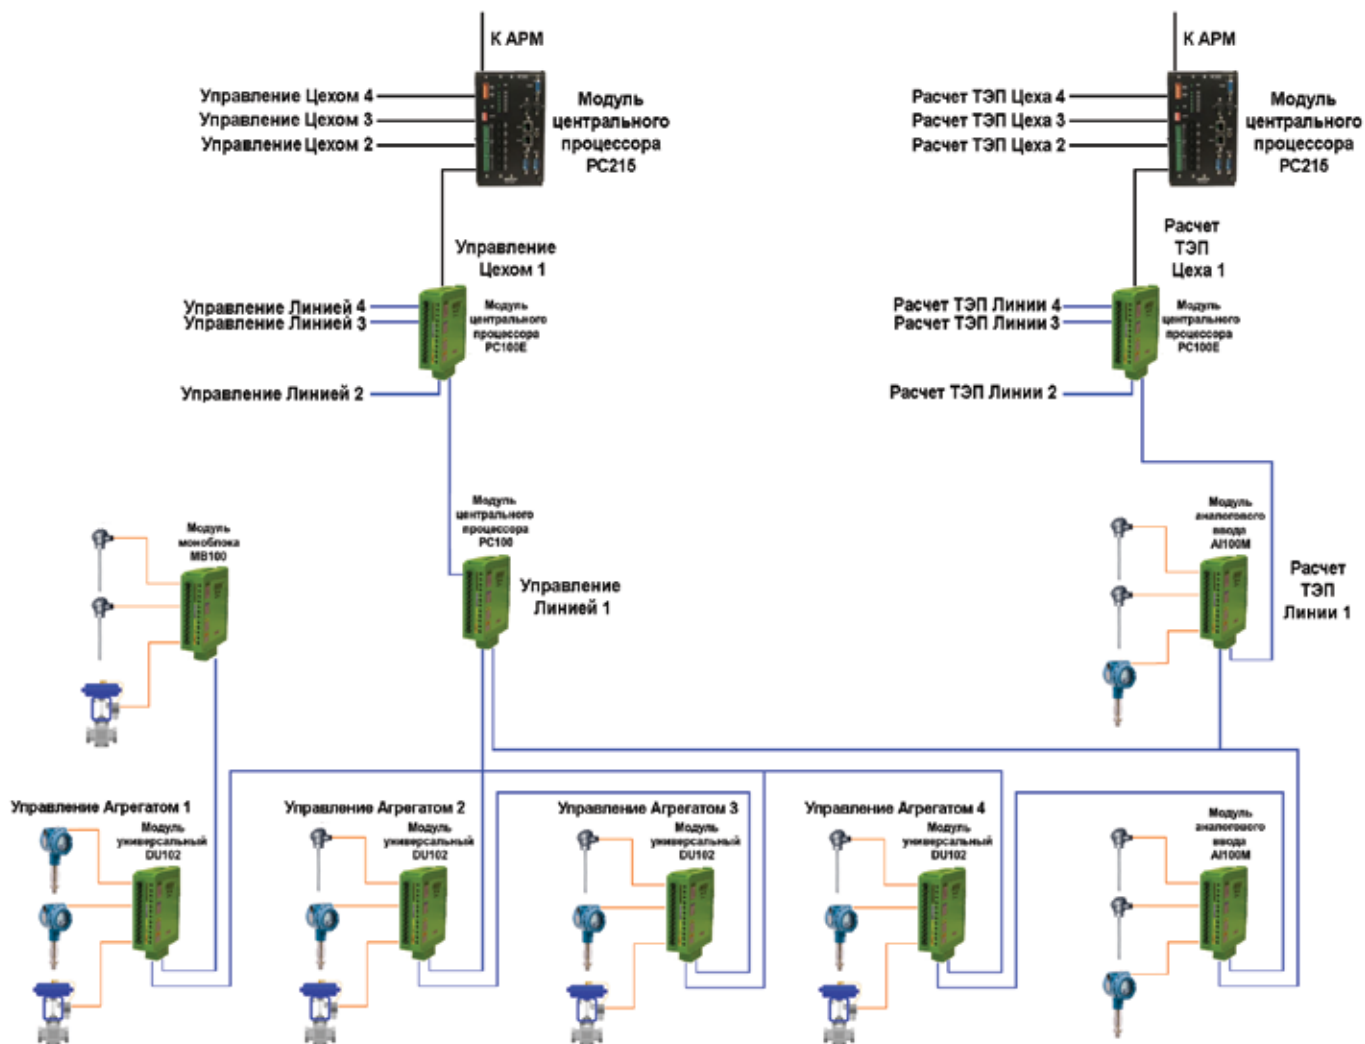 К АРМ
Управление Цехом 4
Управление Цехом 3
Управление Цехом 2
Модуль
центрального
процессора
PC215
Управление
Цехом 1
Управление Линией 4
Управление Линией 3
Модуль
центрального
процессора
PC100E
Управление Линией 2
К АРМ
Расчет ТЭП Цеха 4
Расчет ТЭП Цеха 3
Расчет ТЭП Цеха 2
Модуль
центрального
процессора
PC215
Расчет
ТЭП
Цеха 1
Расчет ТЭП Линии 4
Расчет ТЭП Линии 3
Модуль
центрального
процессора
PC100E
Расчет ТЭП Линии 2
Модуль
моноблока
MB100
Модуль
центрального
процессора
PC100
Управление
Линией 1
Модуль
аналогового
ввода
AI100M
Расчет
ТЭП
Линии 1
Управление Агрегатом 1
Модуль
универсальный
DU102
Управление Агрегатом 2
Модуль
универсальный
DU102
Управление Агрегатом 3
Модуль
универсальный
DU102
Управление Агрегатом 4
Модуль
универсальный
DU102
Модуль
аналогового
ввода
AI100M